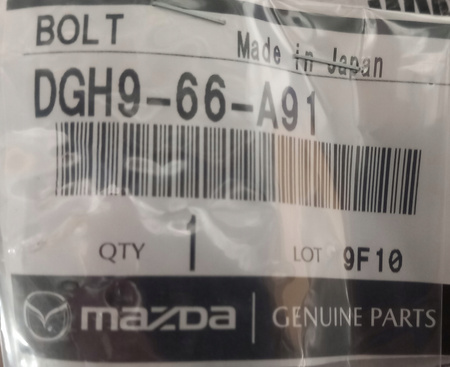 BOLT
Made in Japan
DGH9-66-A91
QTY 1 LOT 9F10
mazda GENUINE PARTS